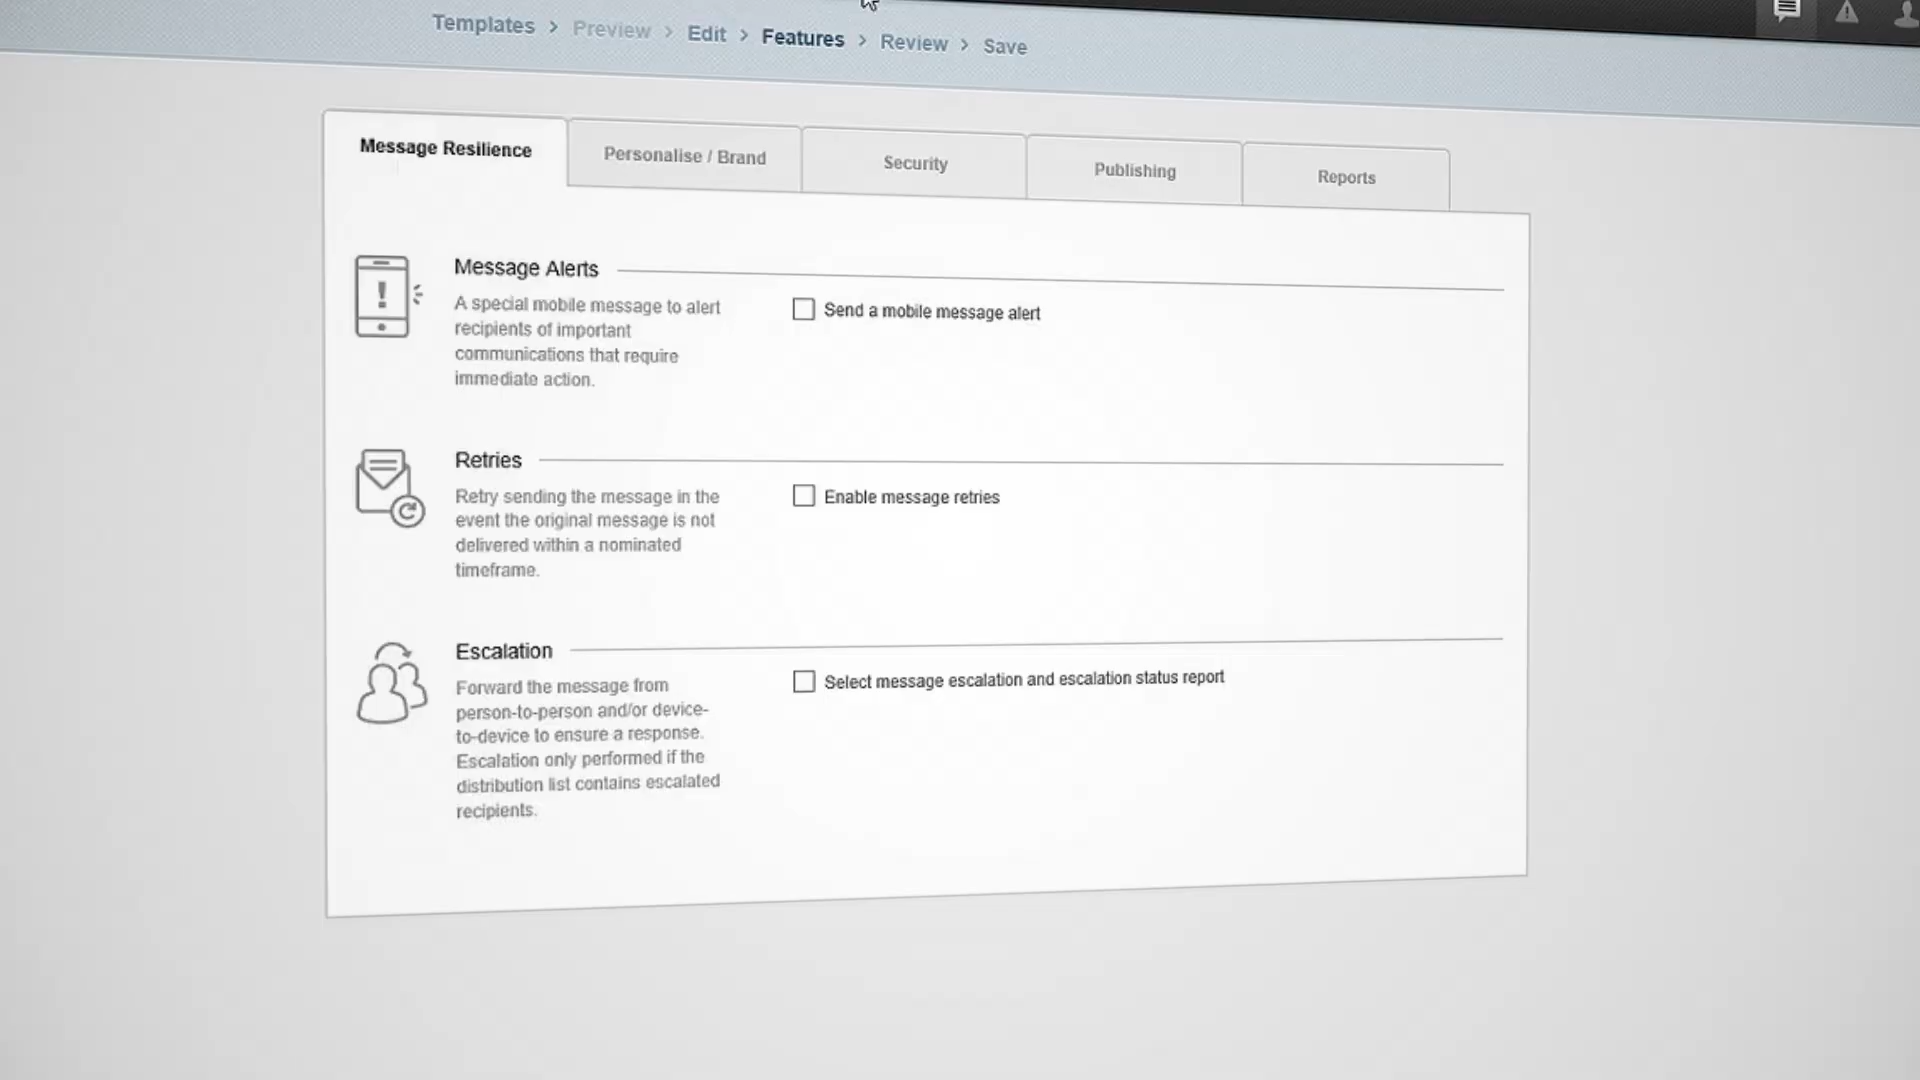 Templates > Preview > Edit > Features > Review > Save
Message Resilience
Personalise / Brand
Security
Publishing
Reports
Message Alerts
A special mobile message to alert
recipients of important
communications that require
immediate action.
Send a mobile message alert
Retries
Retry sending the message in the
event the original message is not
delivered within a nominated
timeframe.
Enable message retries
Escalation
Forward the message from
person-to-person and/or device-
to-device to ensure a response.
Escalation only performed if the
distribution list contains escalated
recipients.
Select message escalation and escalation status report